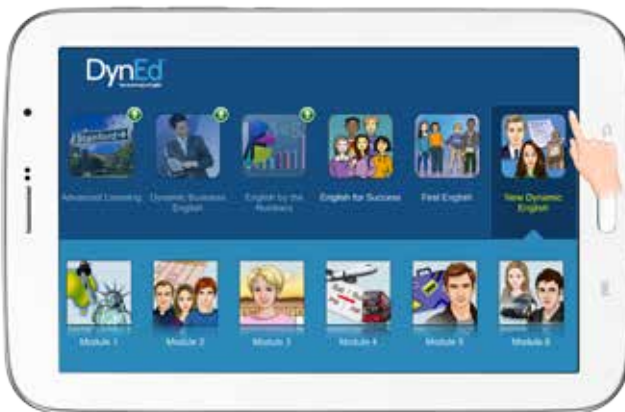 DynEd
Advanced Listening
Dynamic Business
English
English by the
Numbers
English for Success
First English
New Dynamic
English
Module 1
Module 2
Module 3
Module 4
Module 5
Module 6